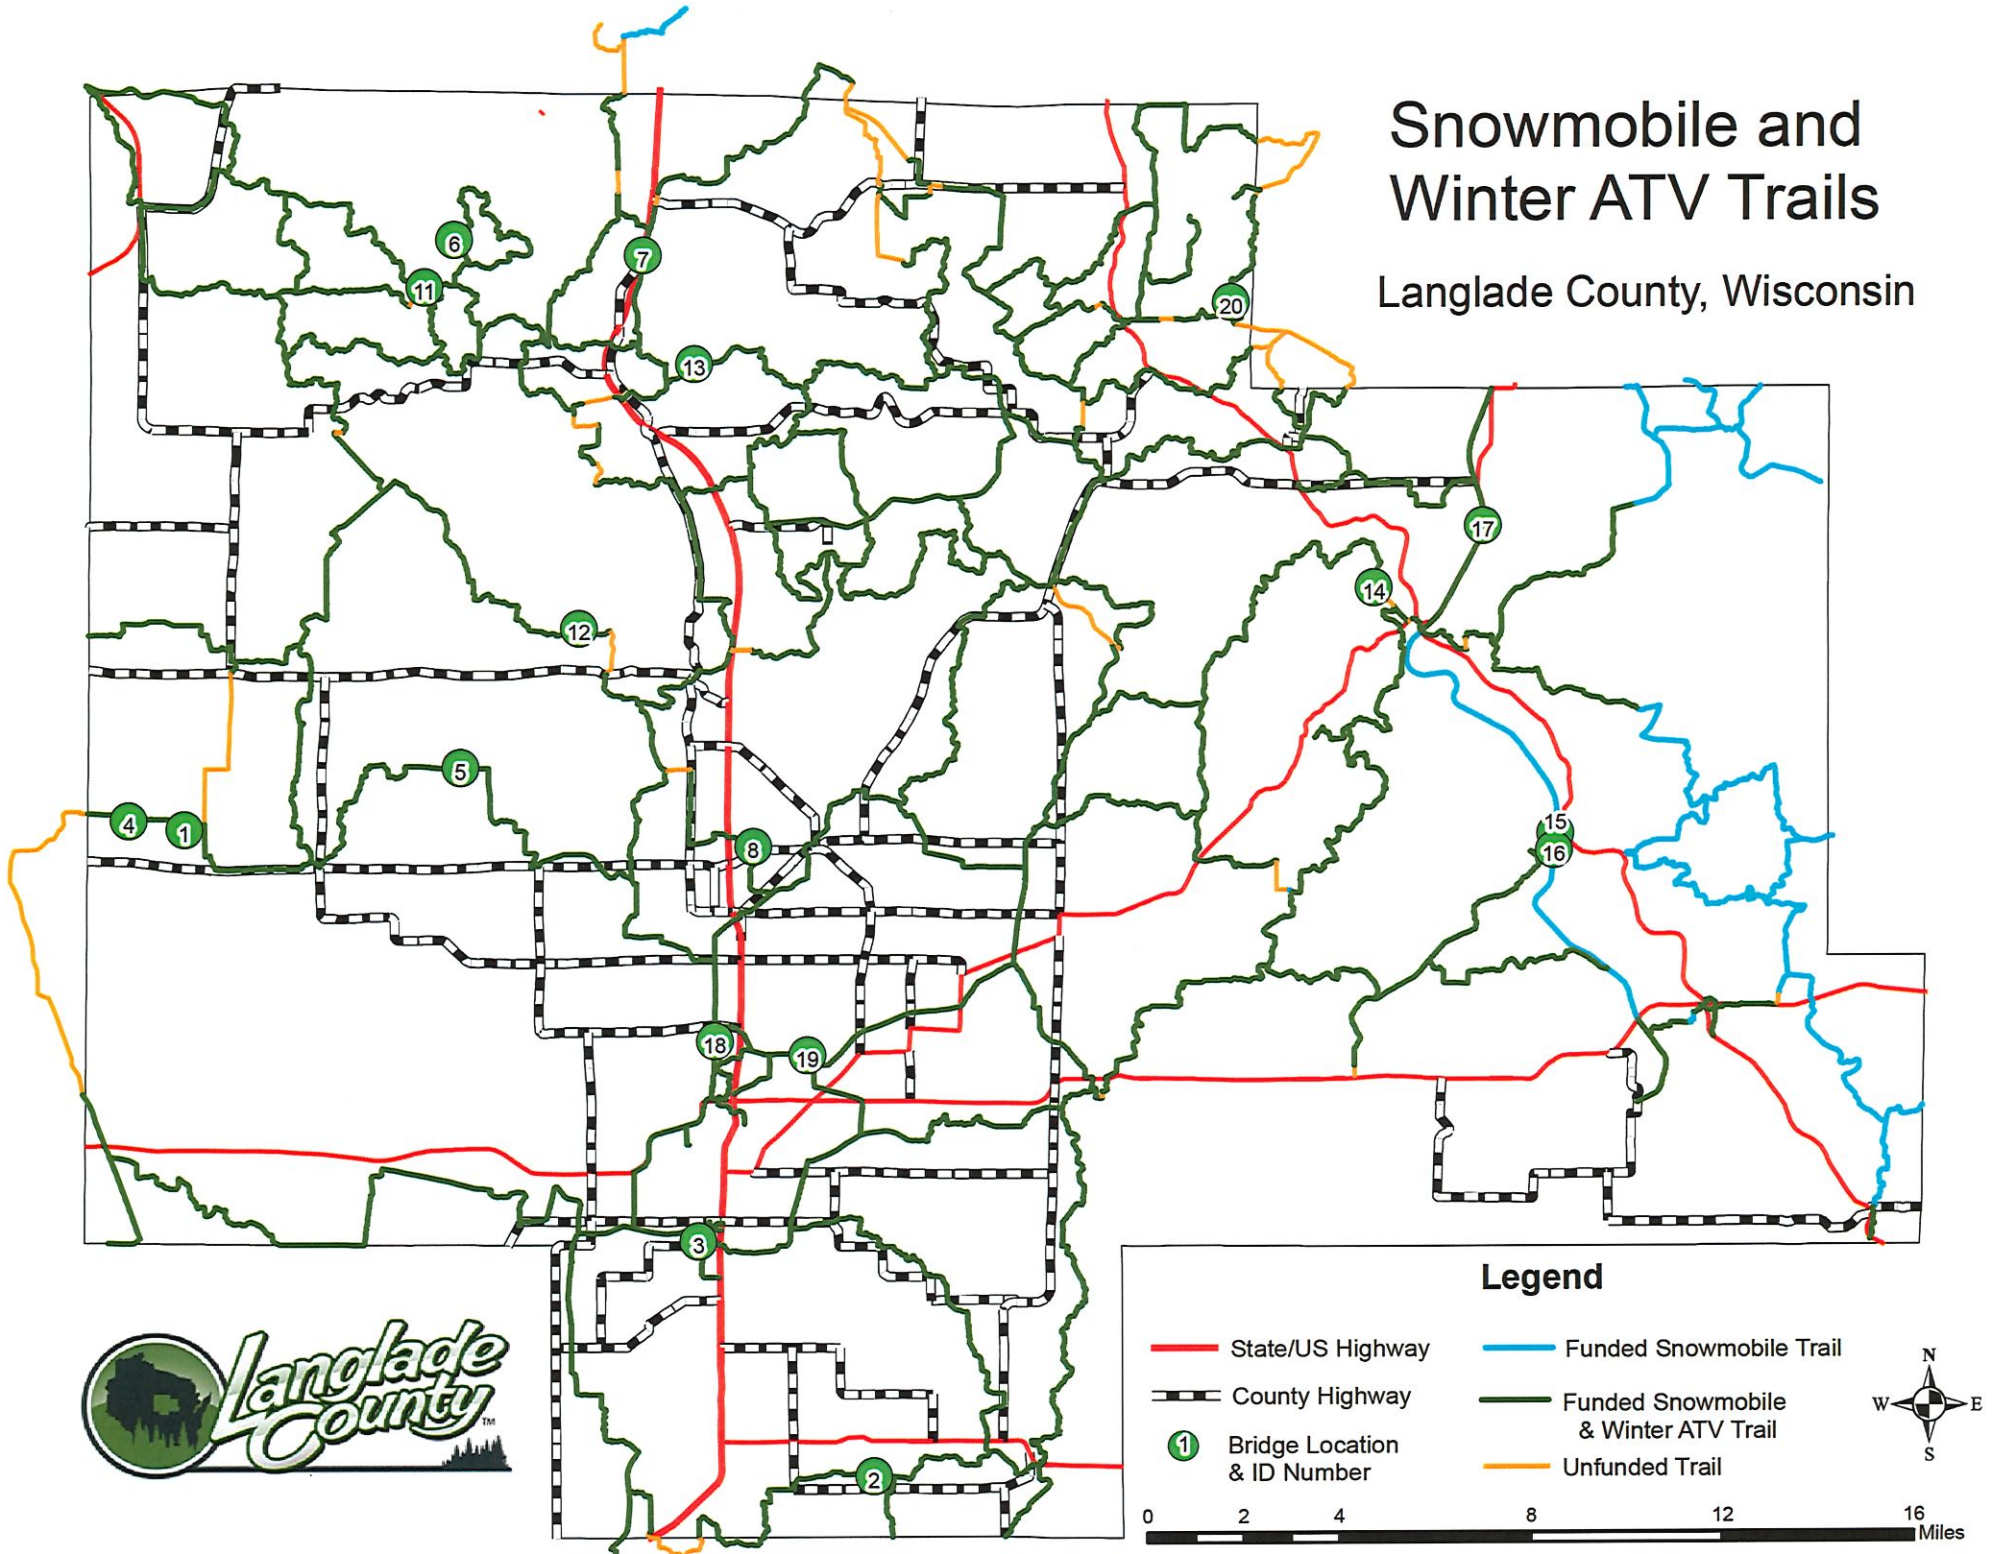 Snowmobile and
Winter ATV Trails
Langlade County, Wisconsin
6
7
11
20
13
17
14
12
5
4
1
15
8
16
18
19
3
2
Langlade
County™
Legend
State/US Highway
County Highway
1
Bridge Location
& ID Number
Funded Snowmobile Trail
Funded Snowmobile
& Winter ATV Trail
Unfunded Trail
N
W
E
S
0 2 4 8 12 16
Miles